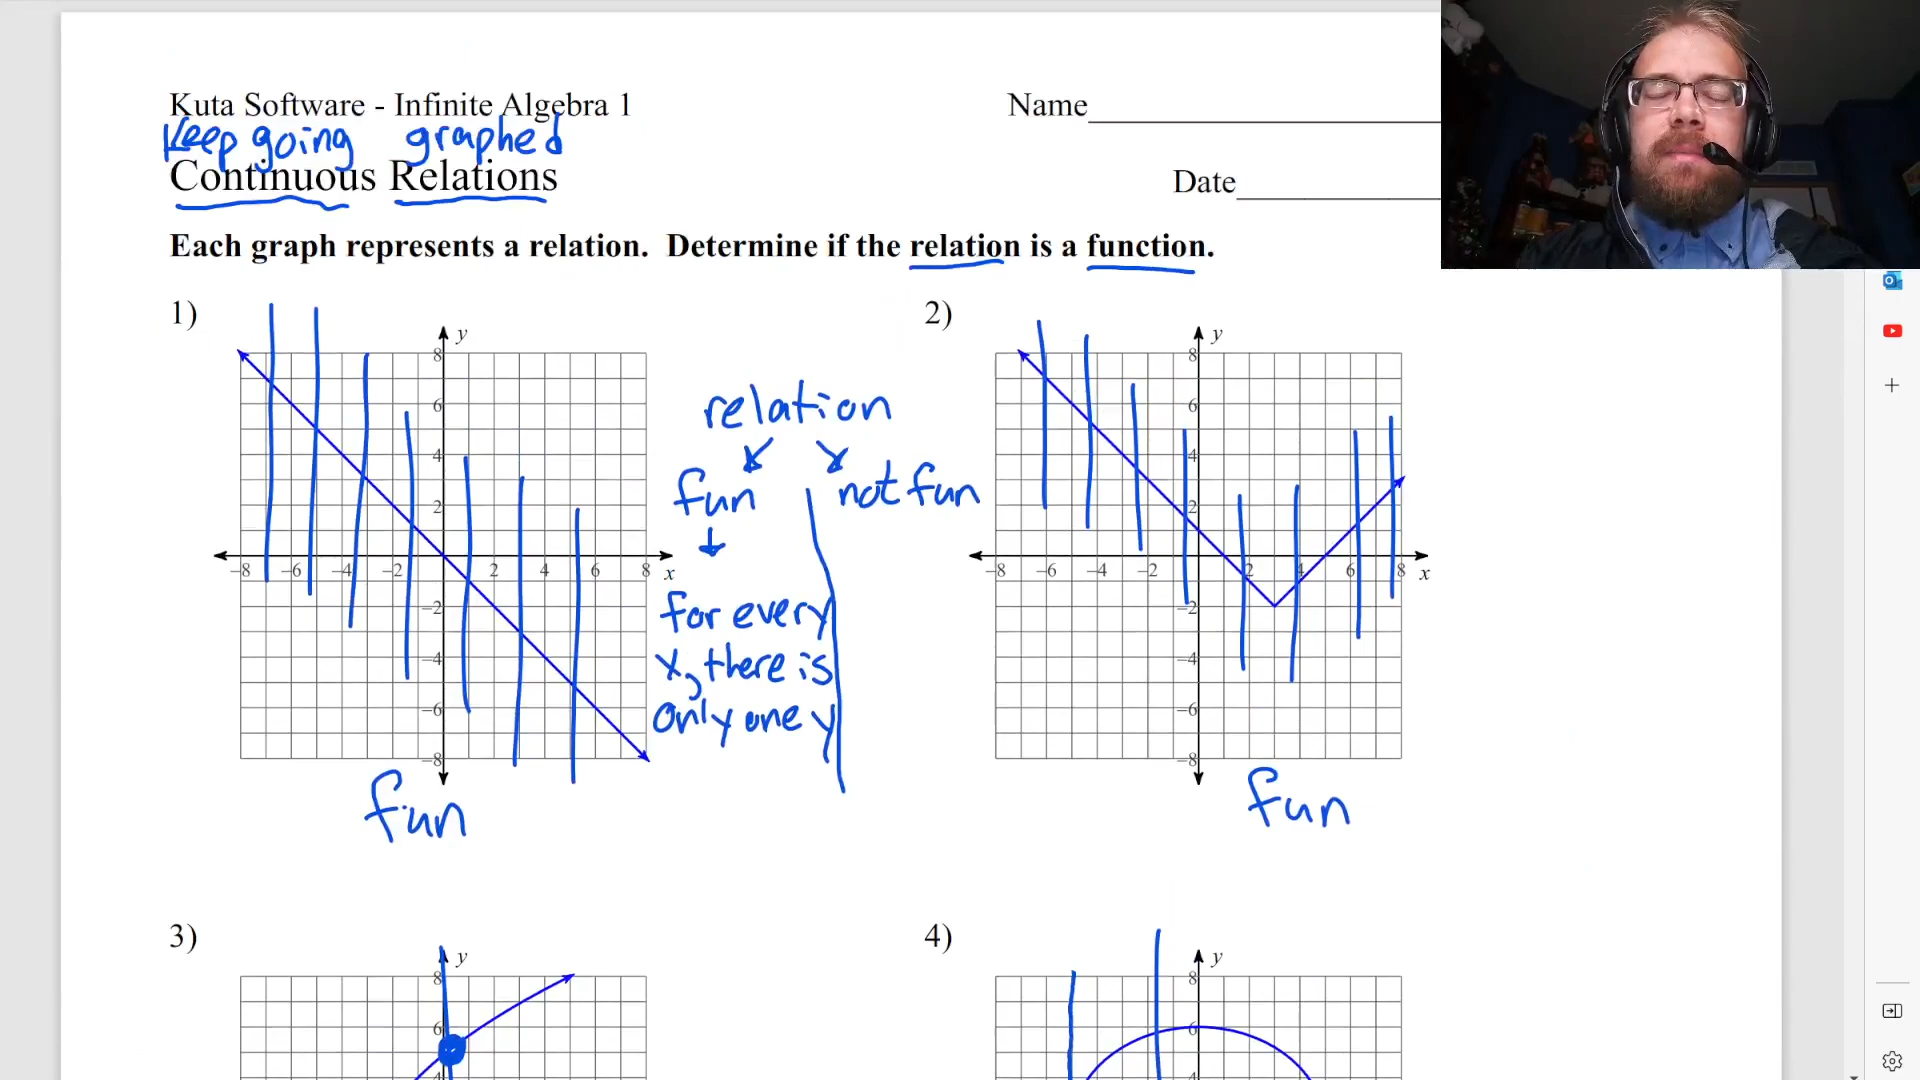 Kuta Software - Infinite Algebra 1
Name
Keep going graphed
Continuous Relations
Date
Each graph represents a relation. Determine if the relation is a function.
1)
y
8
6
4
2
-8 -6 -4 -2 2 4 6 8 x
-2
-4
-6
-8
fun
relation
fun not fun
for every
x, there is
only one y
2)
y
8
6
4
2
-8 -6 -4 -2 2 4 6 8 x
-2
-4
-6
-8
fun
3)
y
8
6
4
4)
y
8
6
4